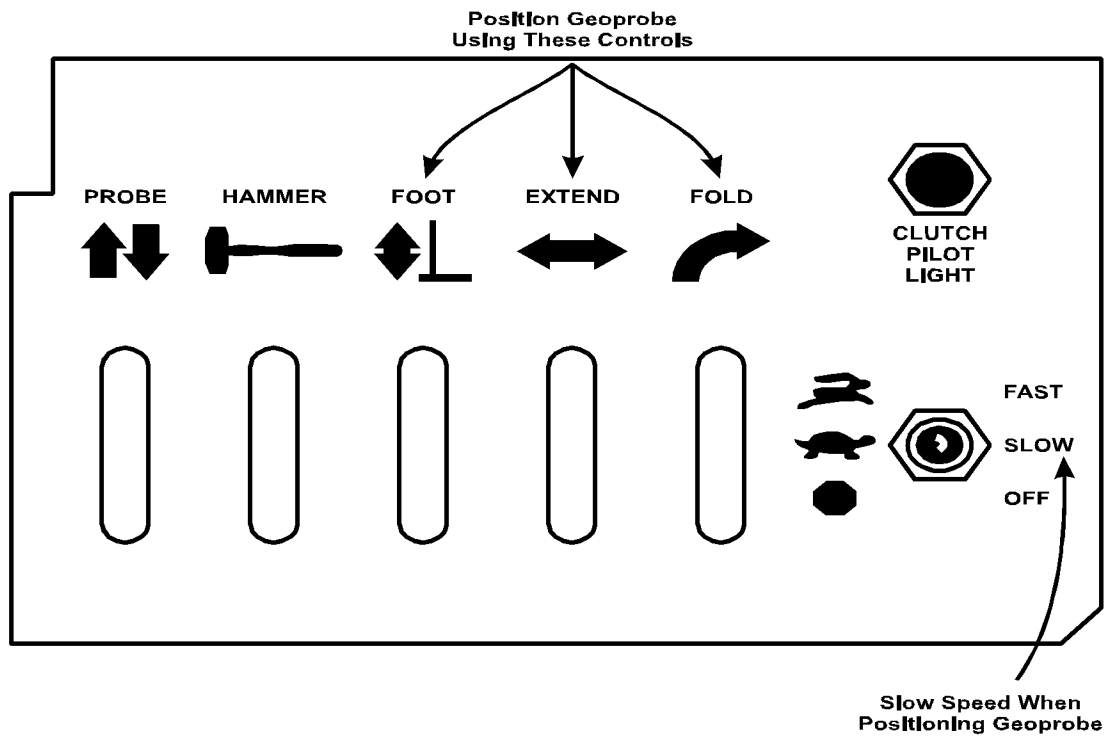 Position Geoprobe
Using These Controls
PROBE
HAMMER
FOOT
EXTEND
FOLD
CLUTCH
PILOT
LIGHT
FAST
SLOW
OFF
Slow Speed When
Positioning Geoprobe